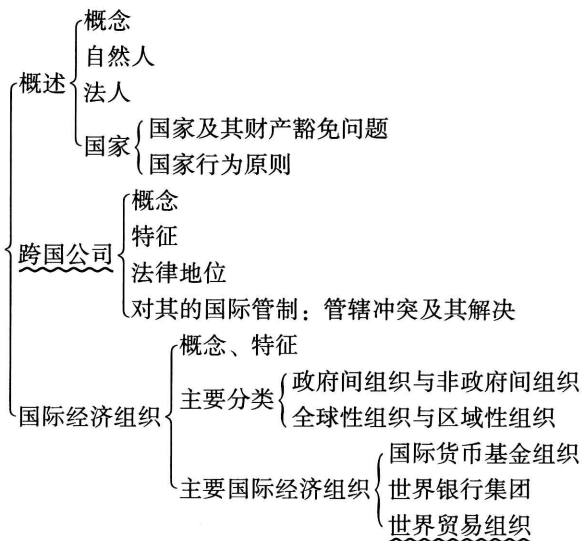 概述
概念
自然人
法人
国家
国家及其财产豁免问题
国家行为原则
跨国公司
概念
特征
法律地位
对其的国际管制：管辖冲突及其解决
国际经济组织
概念、特征
主要分类
政府间组织与非政府间组织
全球性组织与区域性组织
主要国际经济组织
国际货币基金组织
世界银行集团
世界贸易组织